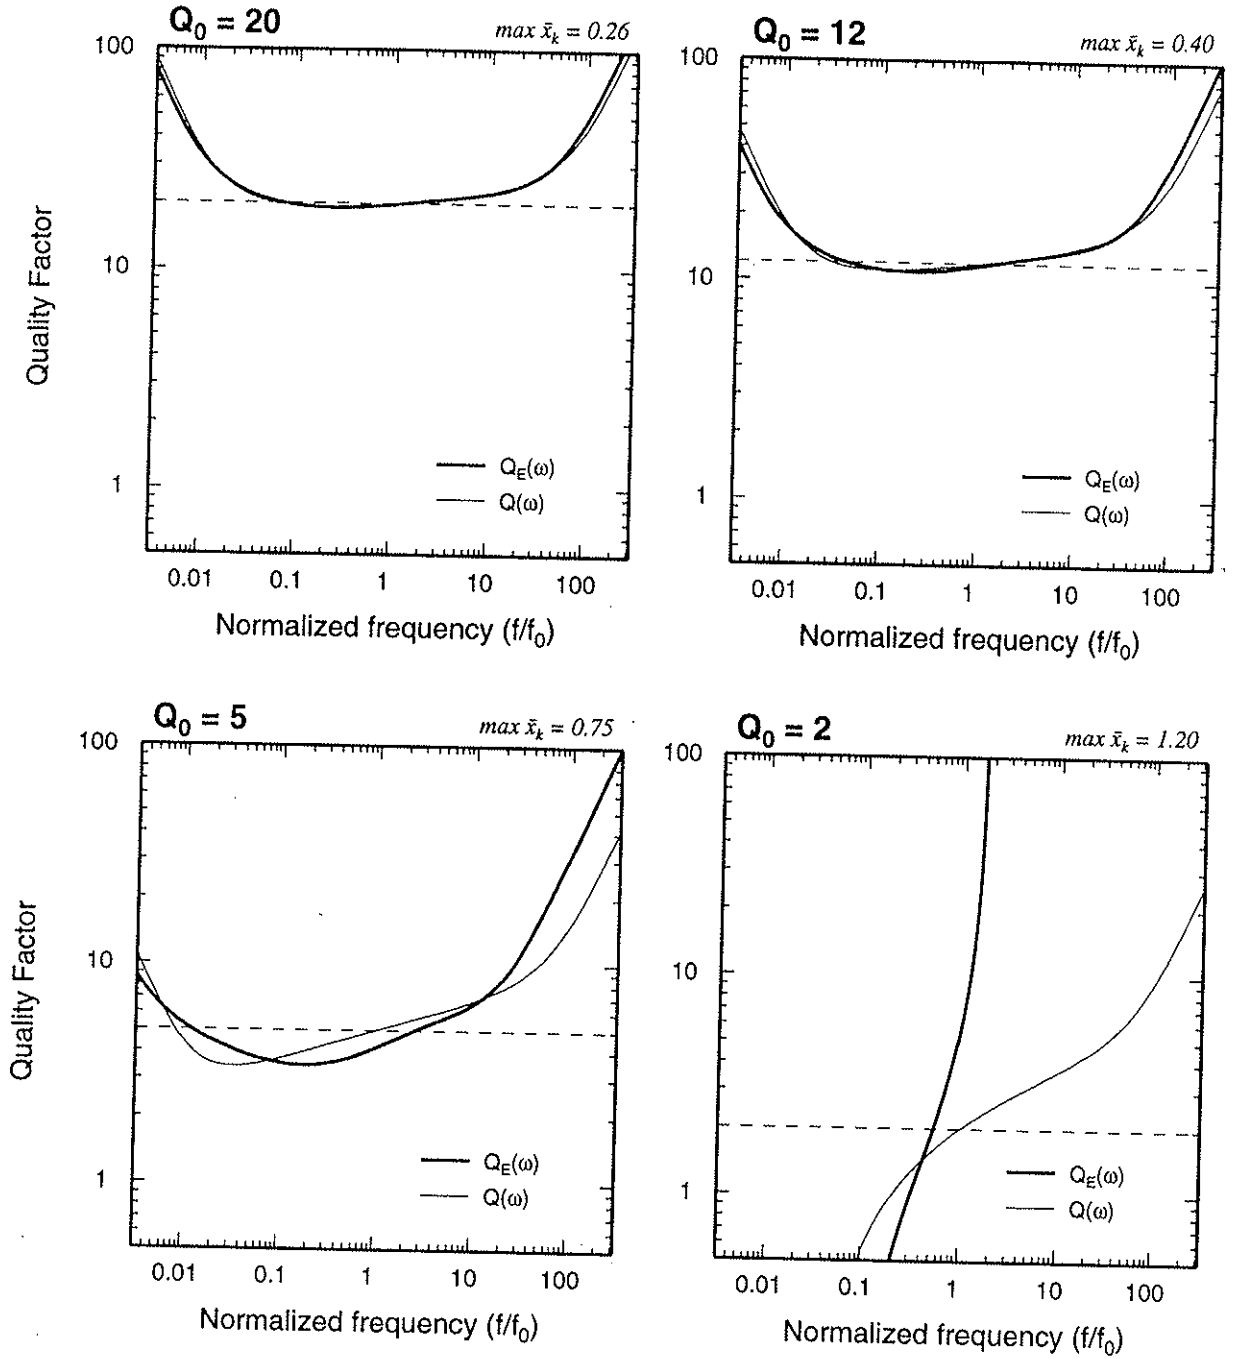 Q₀ = 20
max x̄ₖ = 0.26
100
10
1
Quality Factor
Q_E(ω)
Q(ω)
0.01 0.1 1 10 100
Normalized frequency (f/f₀)
Q₀ = 12
max x̄ₖ = 0.40
100
10
1
Q_E(ω)
Q(ω)
0.01 0.1 1 10 100
Normalized frequency (f/f₀)
Q₀ = 5
max x̄ₖ = 0.75
100
10
1
Quality Factor
Q_E(ω)
Q(ω)
0.01 0.1 1 10 100
Normalized frequency (f/f₀)
Q₀ = 2
max x̄ₖ = 1.20
100
10
1
Q_E(ω)
Q(ω)
0.01 0.1 1 10 100
Normalized frequency (f/f₀)